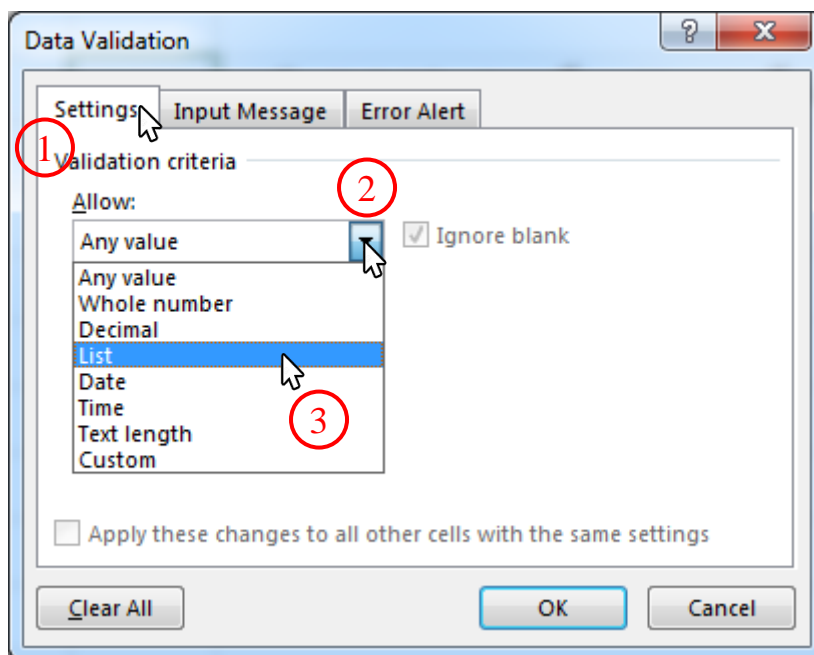 Data Validation
?
Settings
Input Message
Error Alert
1
Validation criteria
2
Allow:
Any value
Ignore blank
Any value
Whole number
Decimal
List
Date
Time
3
Text length
Custom
Apply these changes to all other cells with the same settings
Clear All
OK
Cancel